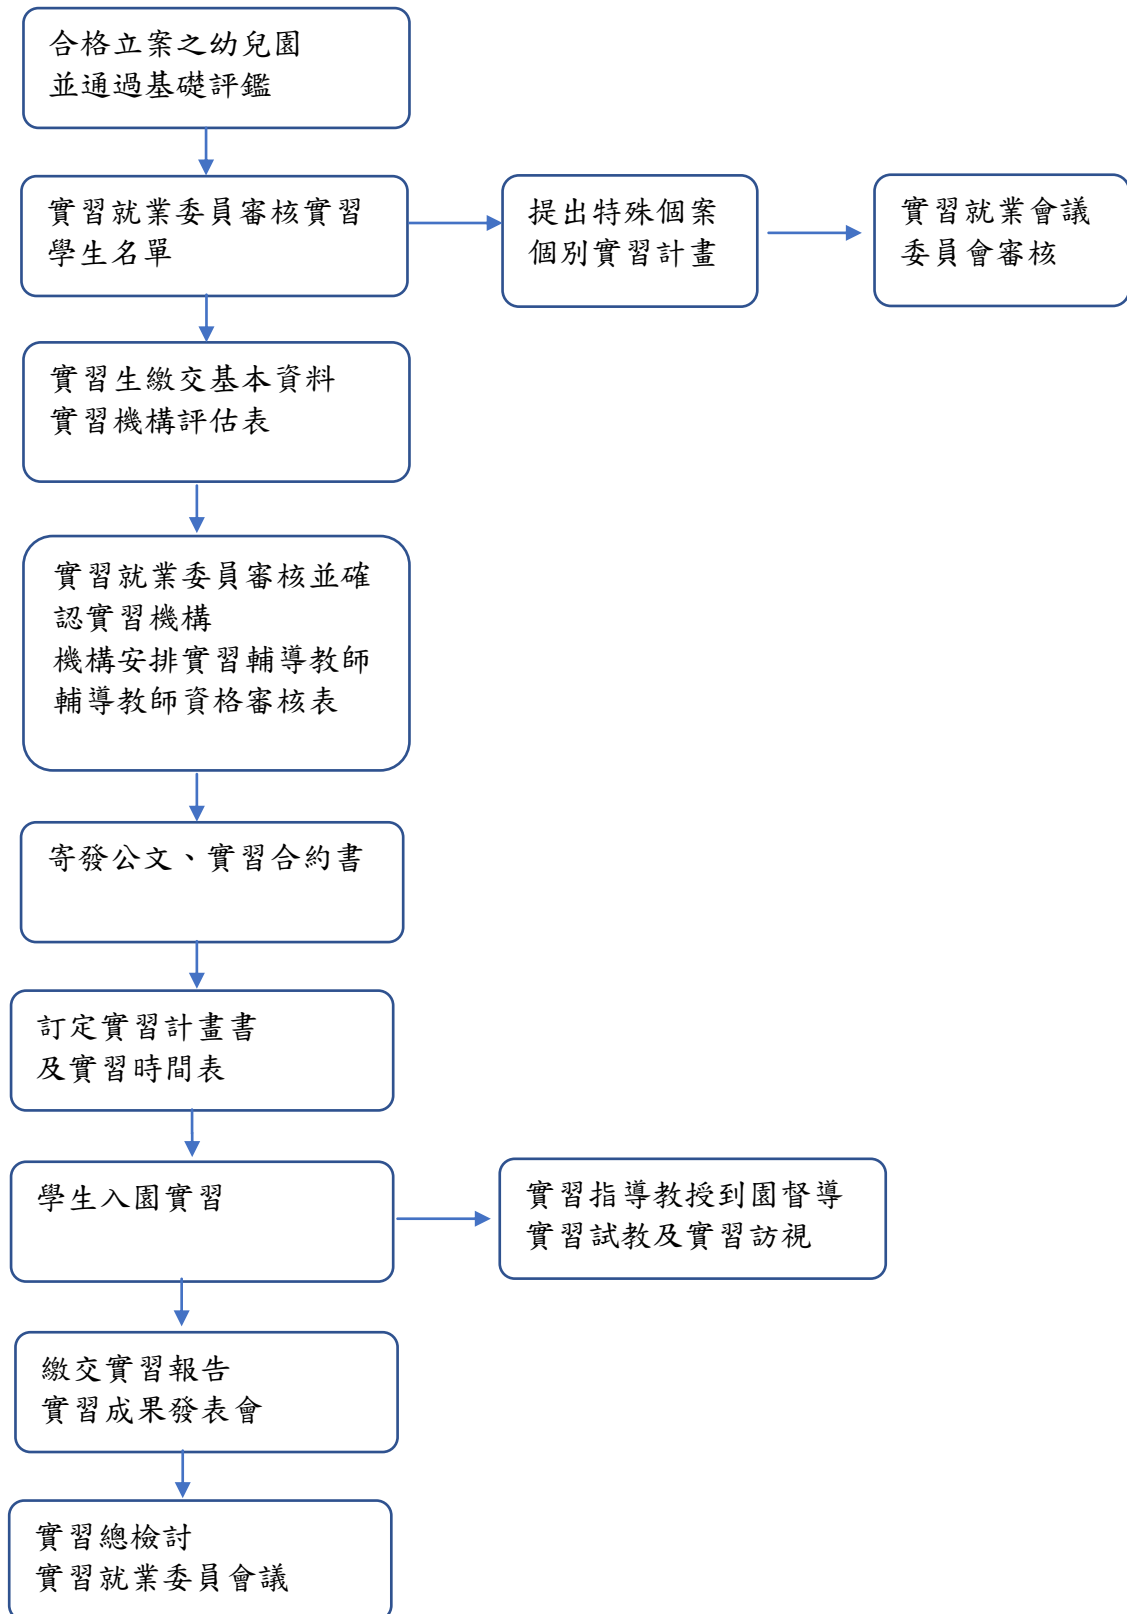 合格立案之幼兒園
並通過基礎評鑑
實習就業委員審核實習
學生名單
提出特殊個案
個別實習計畫
實習就業會議
委員會審核
實習生繳交基本資料
實習機構評估表
實習就業委員審核並確
認實習機構
機構安排實習輔導教師
輔導教師資格審核表
寄發公文、實習合約書
訂定實習計畫書
及實習時間表
學生入園實習
實習指導教授到園督導
實習試教及實習訪視
繳交實習報告
實習成果發表會
實習總檢討
實習就業委員會議